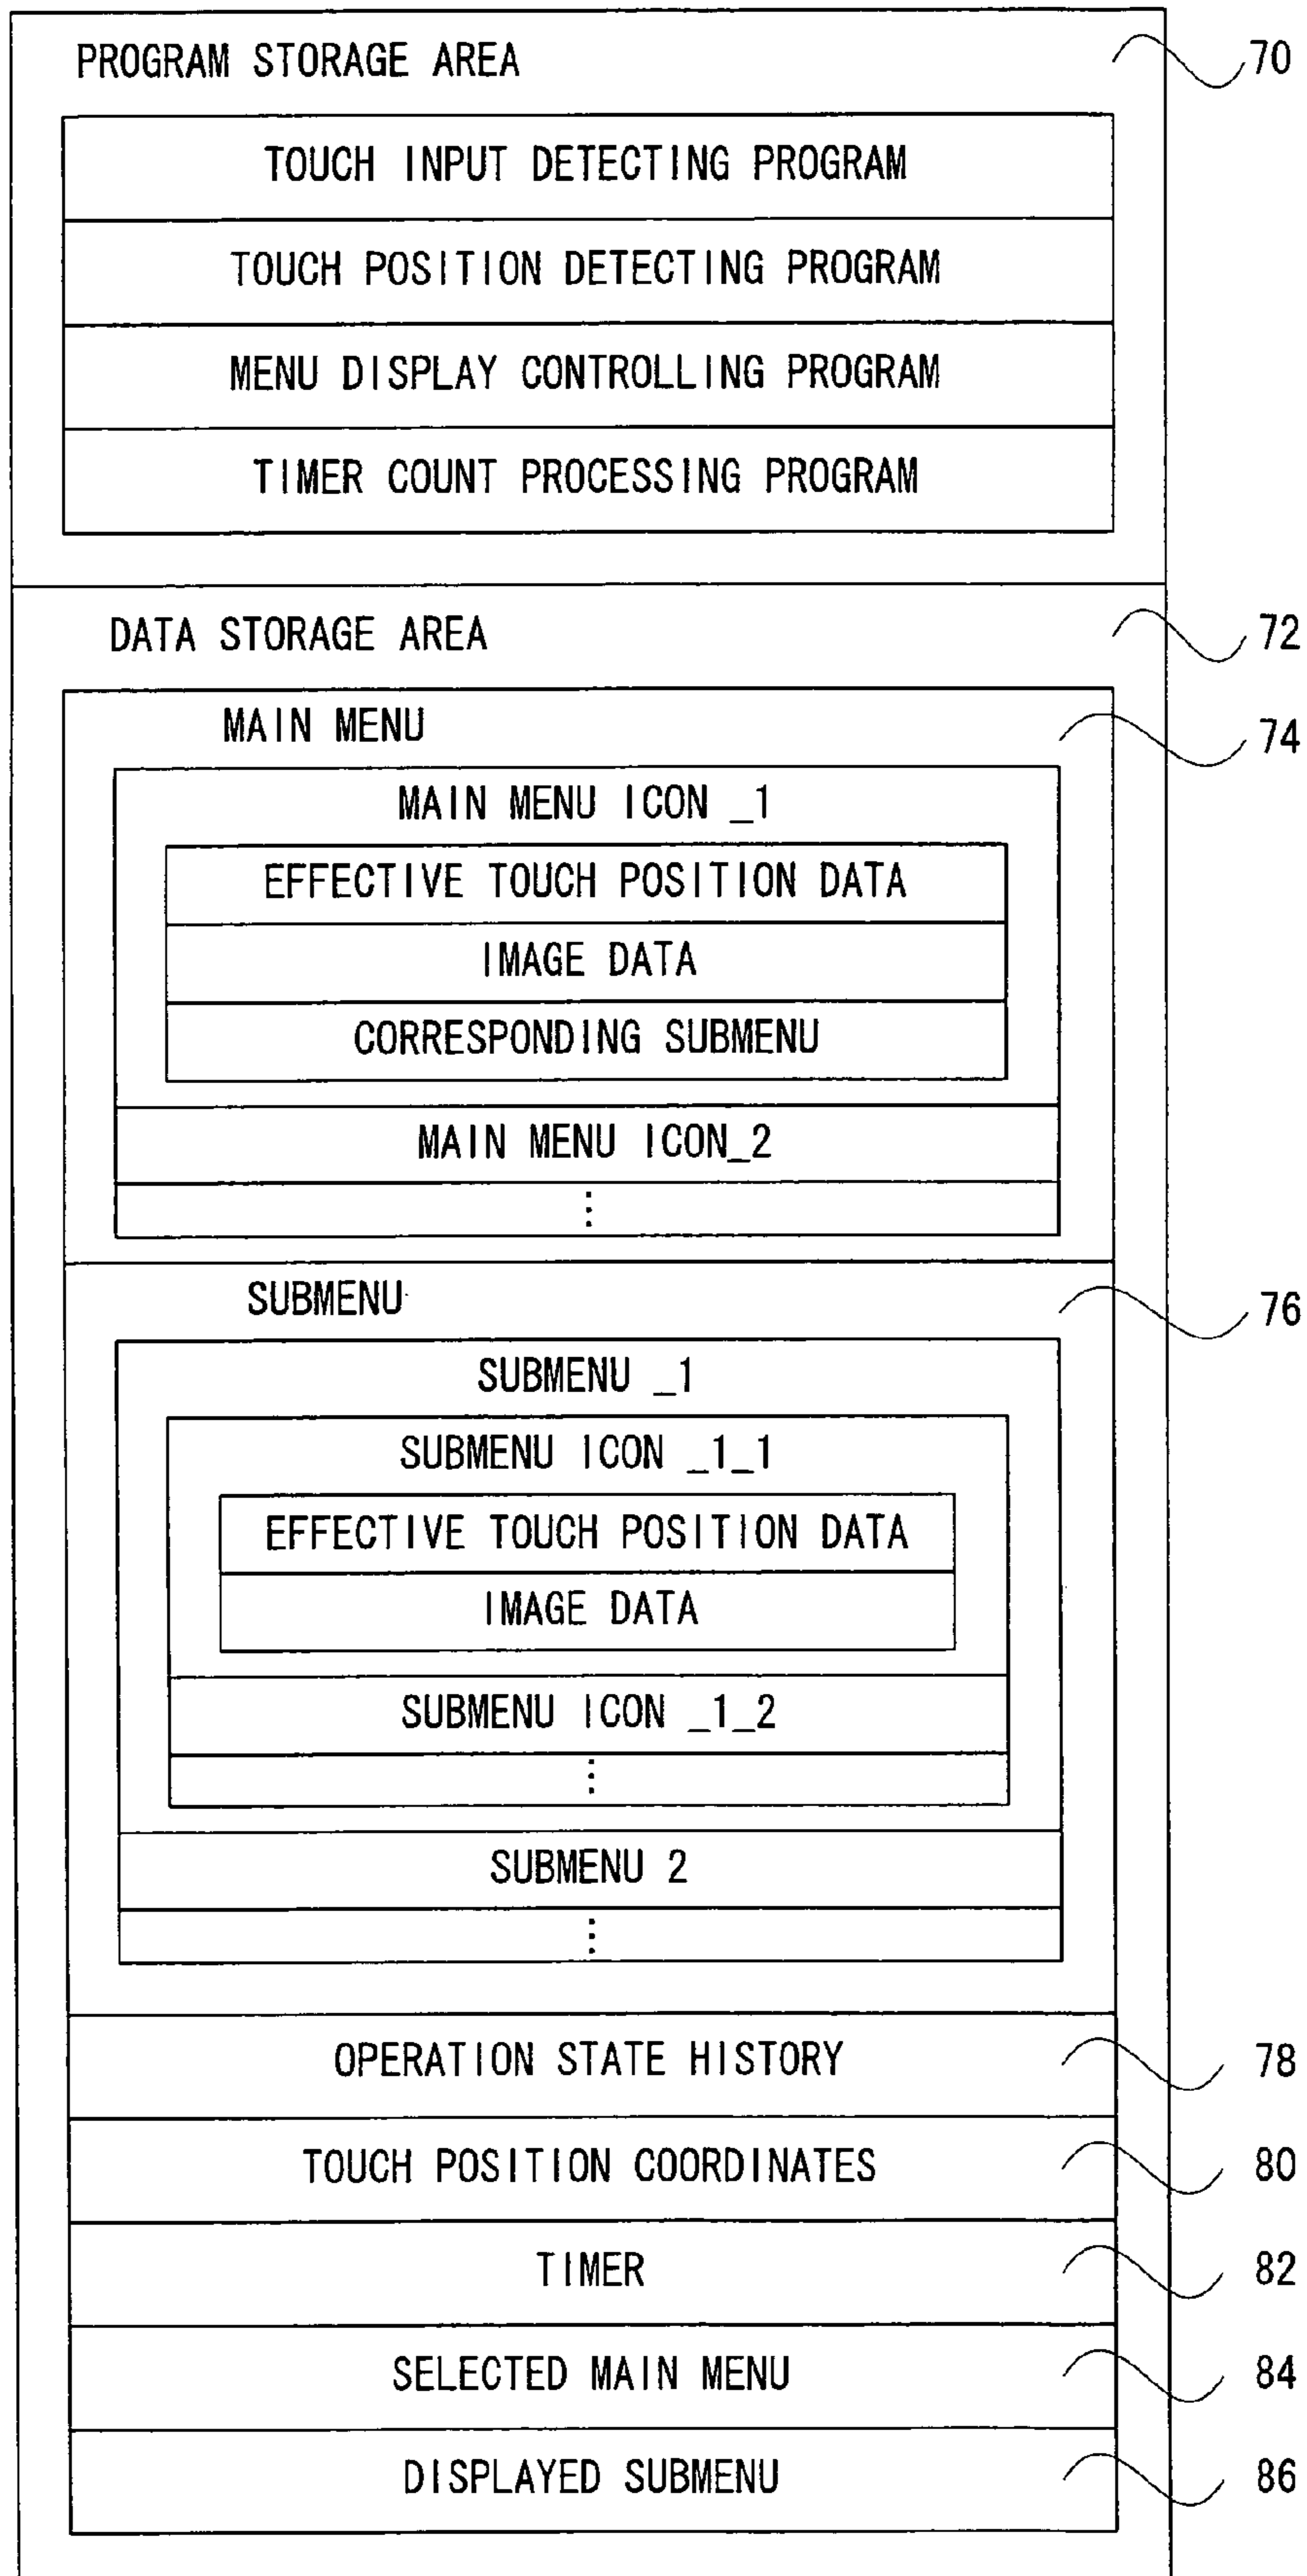 PROGRAM STORAGE AREA 70
TOUCH INPUT DETECTING PROGRAM
TOUCH POSITION DETECTING PROGRAM
MENU DISPLAY CONTROLLING PROGRAM
TIMER COUNT PROCESSING PROGRAM
DATA STORAGE AREA 72
MAIN MENU 74
MAIN MENU ICON _1
EFFECTIVE TOUCH POSITION DATA
IMAGE DATA
CORRESPONDING SUBMENU
MAIN MENU ICON_2
⋮
SUBMENU 76
SUBMENU _1
SUBMENU ICON _1_1
EFFECTIVE TOUCH POSITION DATA
IMAGE DATA
SUBMENU ICON _1_2
⋮
SUBMENU 2
⋮
OPERATION STATE HISTORY 78
TOUCH POSITION COORDINATES 80
TIMER 82
SELECTED MAIN MENU 84
DISPLAYED SUBMENU 86